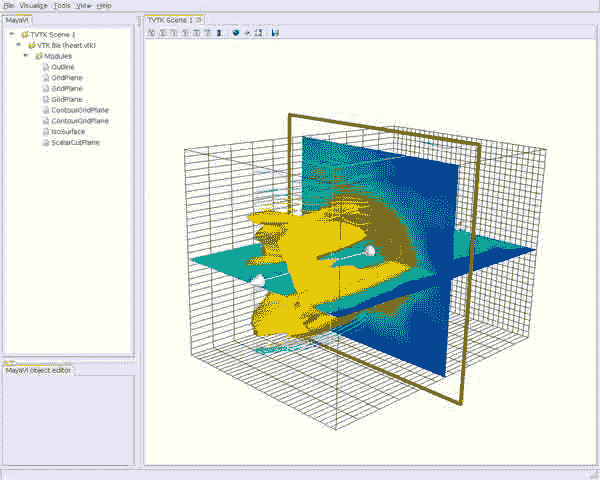 File Visualize Tools View Help
MayaVi
TVTK Scene 1
TVTK Scene 1
VTK file (heart.vtk)
Modules
Outline
GridPlane
GridPlane
GridPlane
ContourGridPlane
ContourGridPlane
IsoSurface
ScalarCutPlane
MayaVi object editor